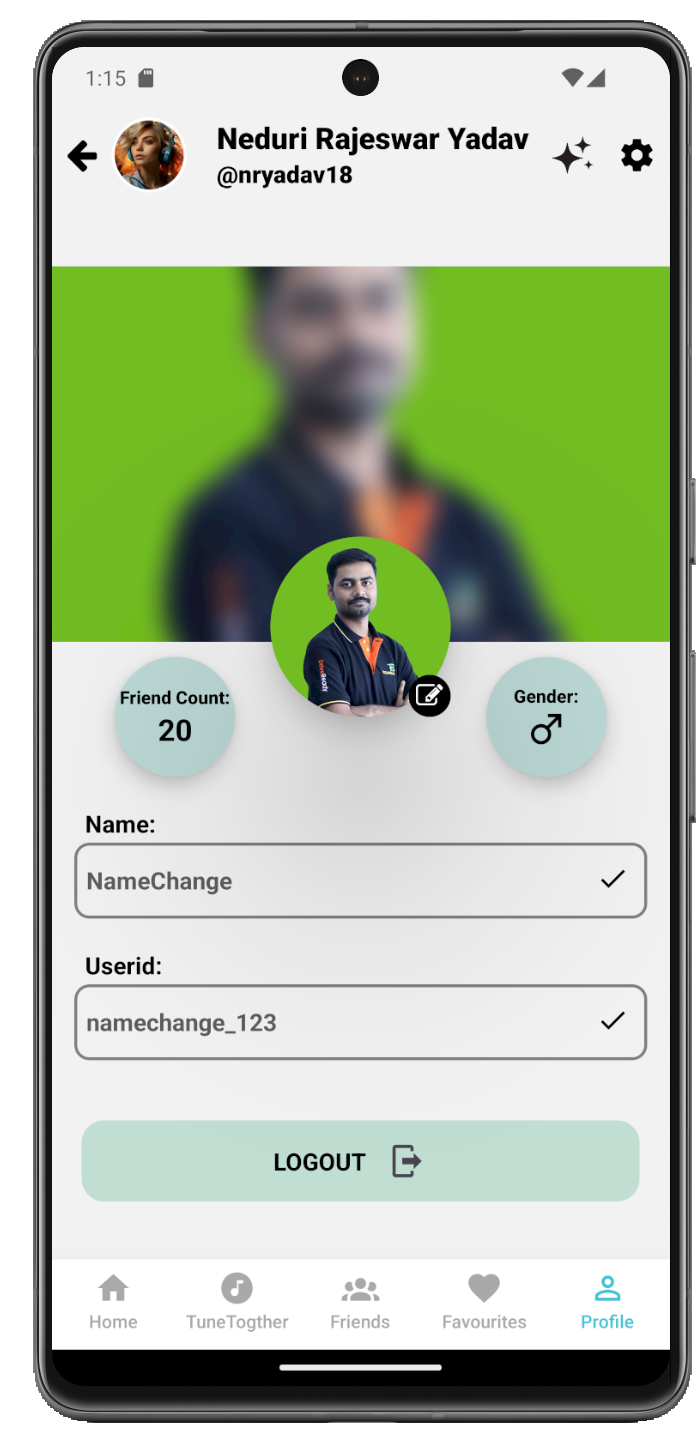 1:15
Neduri Rajeswar Yadav
@nryadav18
Friend Count:
20
Gender:
Name:
NameChange
Userid:
namechange_123
LOGOUT
Home
TuneTogther
Friends
Favourites
Profile